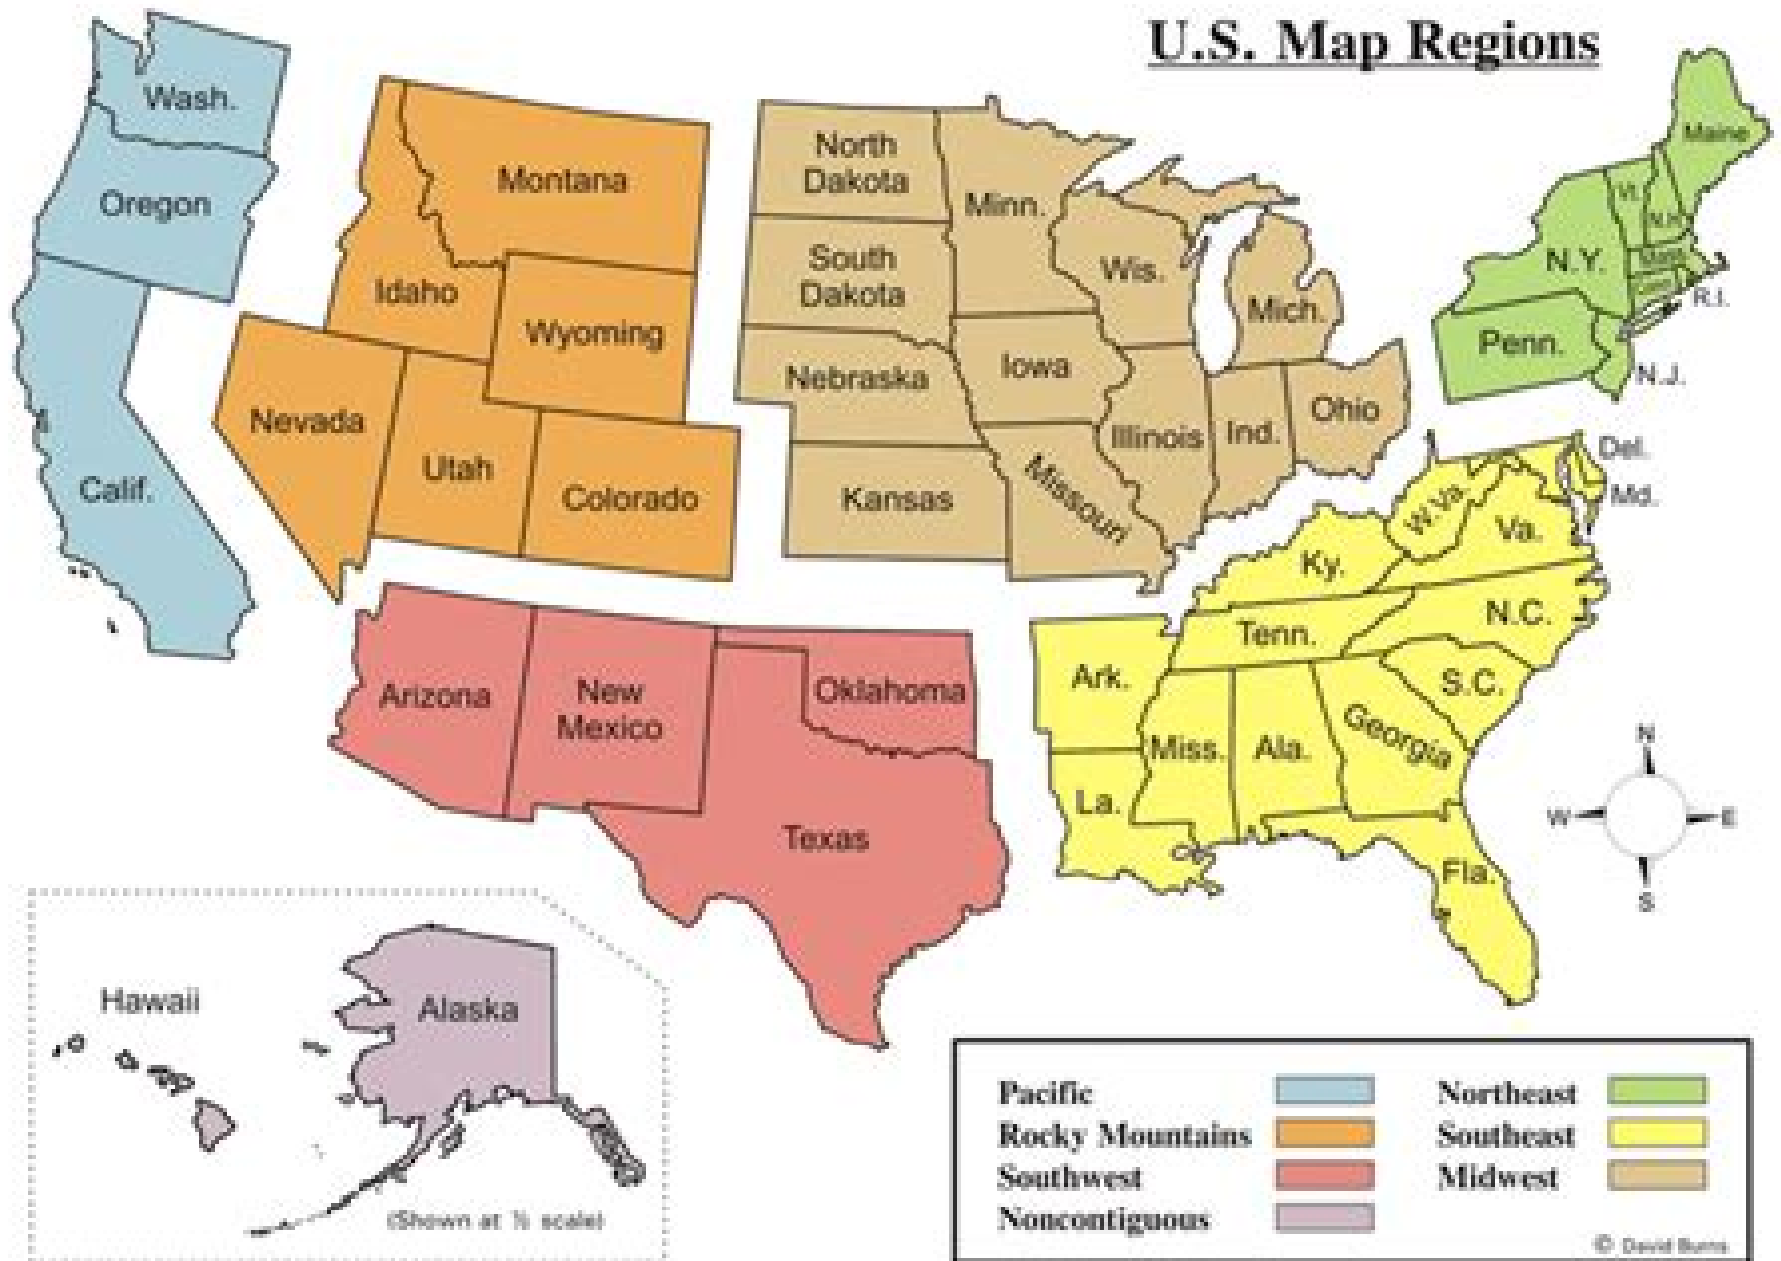 U.S. Map Regions
Wash.
Oregon
Calif.
Montana
Idaho
Wyoming
Nevada
Utah
Colorado
North
Dakota
South
Dakota
Nebraska
Kansas
Minn.
Iowa
Missouri
Wis.
Illinois
Mich.
Ind.
Ohio
Maine
Vt.
N.H.
N.Y.
Mass.
Conn.
R.I.
Penn.
N.J.
Del.
Md.
W.Va.
Va.
Ky.
Tenn.
N.C.
S.C.
Ark.
La.
Miss.
Ala.
Georgia
Fla.
Arizona
New
Mexico
Oklahoma
Texas
N
W
E
S
Hawaii
Alaska
(Shown at ½ scale)
Pacific
Rocky Mountains
Southwest
Noncontiguous
Northeast
Southeast
Midwest
© David Burns